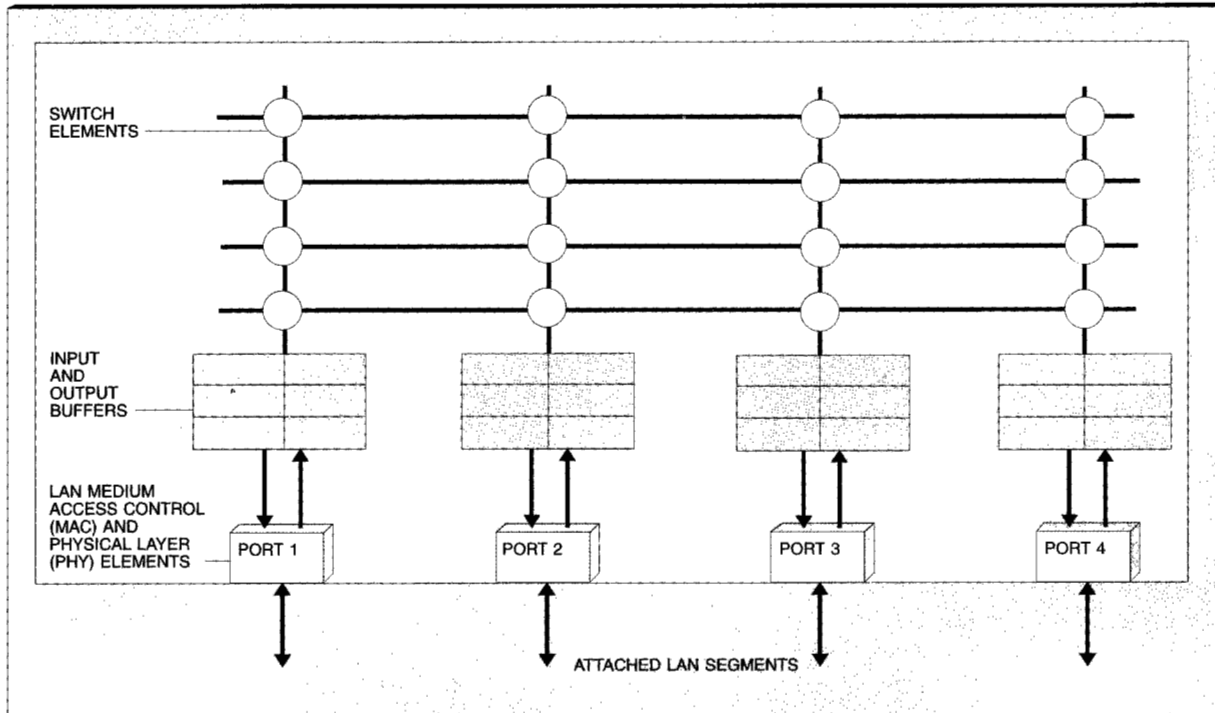 SWITCH
ELEMENTS
INPUT
AND
OUTPUT
BUFFERS
LAN MEDIUM
ACCESS CONTROL
(MAC) AND
PHYSICAL LAYER
(PHY) ELEMENTS
PORT 1
PORT 2
PORT 3
PORT 4
ATTACHED LAN SEGMENTS